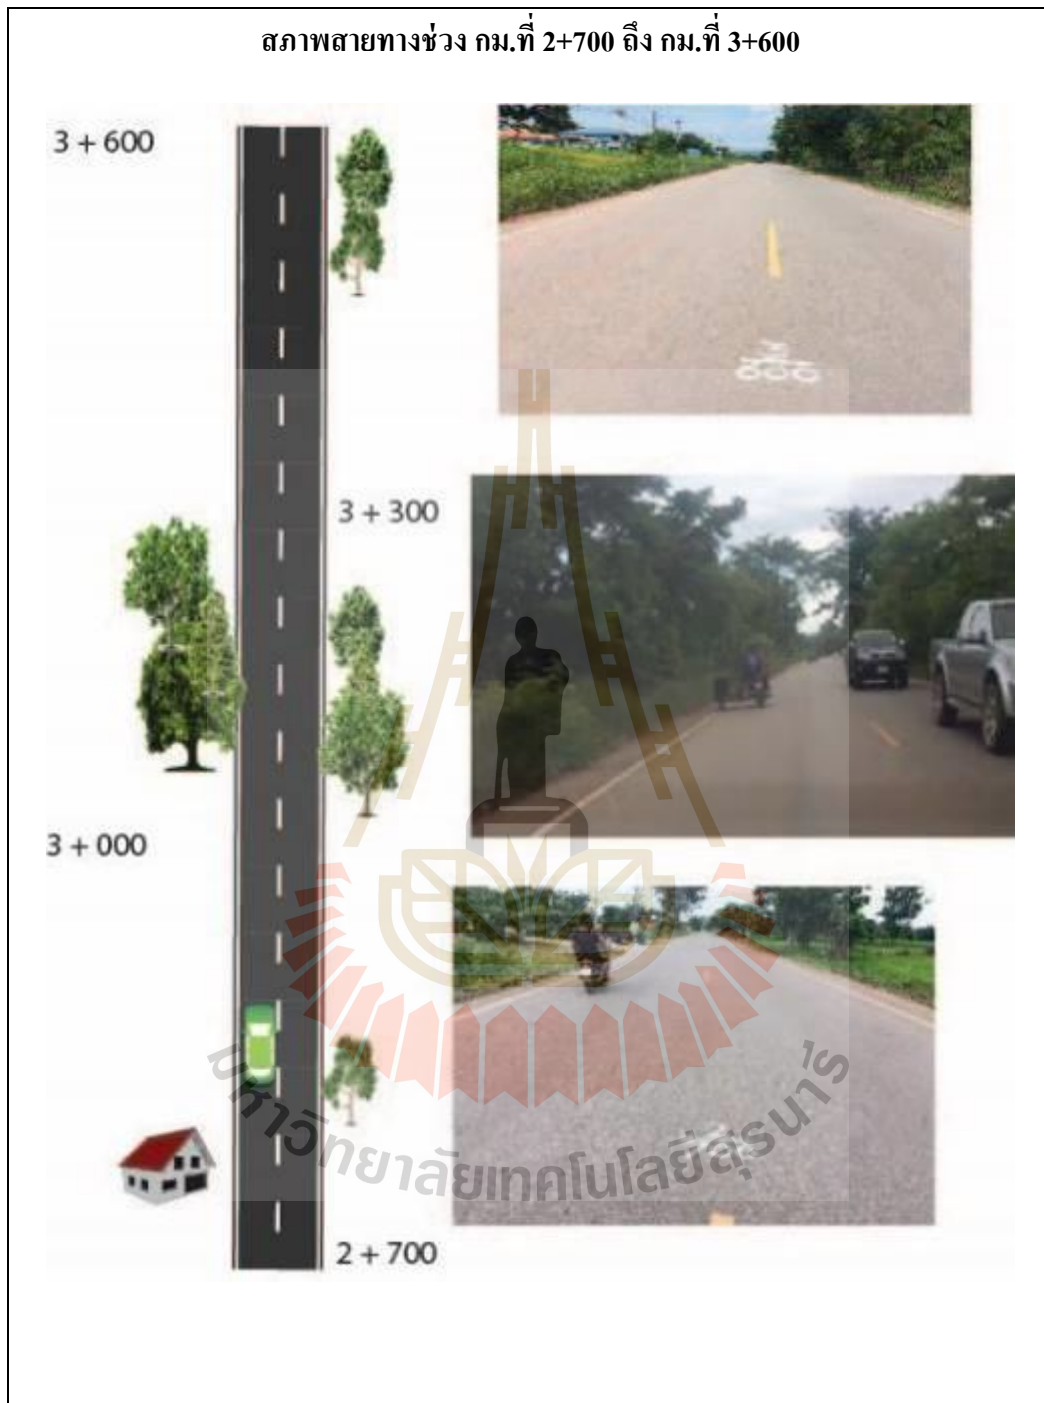 สภาพสายทางช่วง กม.ที่ 2+700 ถึง กม.ที่ 3+600
3 + 600
3 + 300
3 + 000
มหาวิทยาลัยเทคโนโลยีสุรนารี
2 + 700